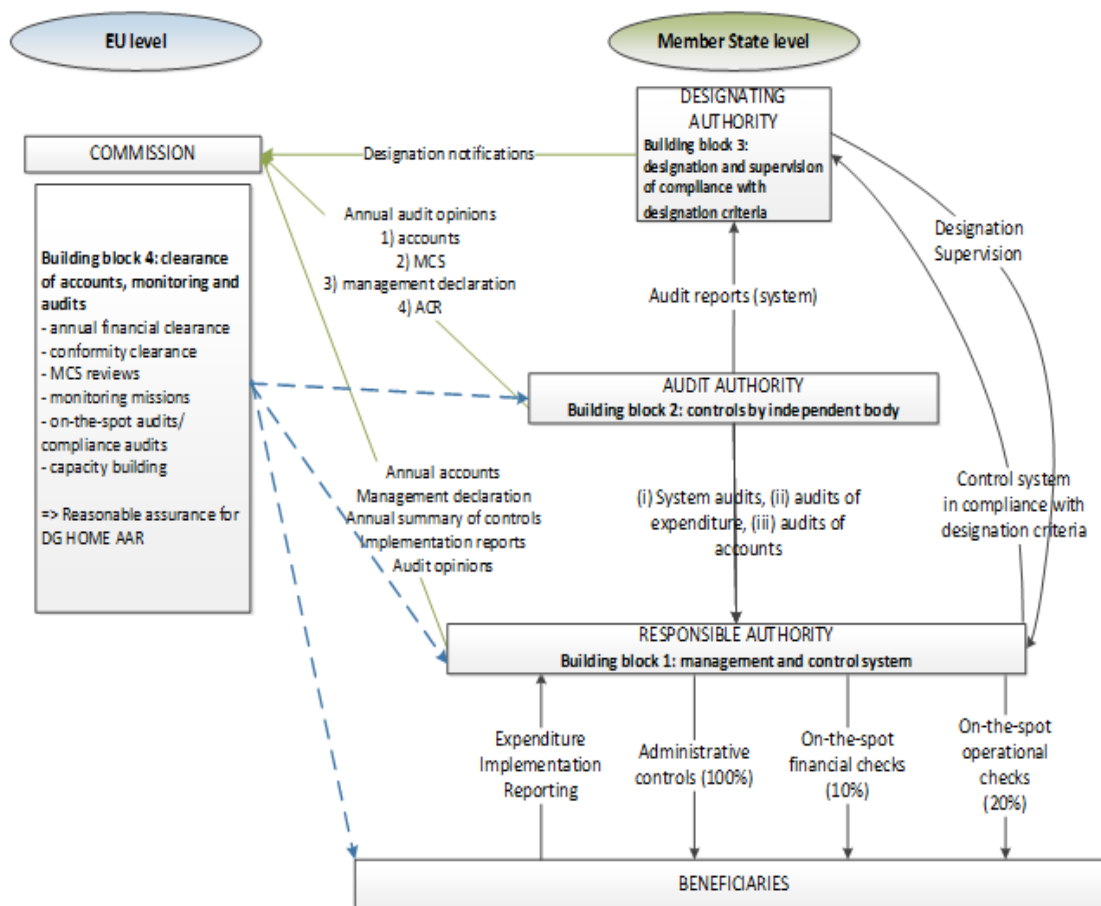 EU level
Member State level
DESIGNATING
AUTHORITY
Building block 3:
designation and supervision
of compliance with
designation criteria
COMMISSION
Designation notifications
Building block 4: clearance
of accounts, monitoring and
audits
- annual financial clearance
- conformity clearance
- MCS reviews
- monitoring missions
- on-the-spot audits/
compliance audits
- capacity building
=> Reasonable assurance for
DG HOME AAR
Annual audit opinions
1) accounts
2) MCS
3) management declaration
4) ACR
Designation
Supervision
Audit reports (system)
AUDIT AUTHORITY
Building block 2: controls by independent body
Annual accounts
Management declaration
Annual summary of controls
Implementation reports
Audit opinions
(i) System audits, (ii) audits of
expenditure, (iii) audits of
accounts
Control system
in compliance with
designation criteria
RESPONSIBLE AUTHORITY
Building block 1: management and control system
Expenditure
Implementation
Reporting
Administrative
controls (100%)
On-the-spot
financial checks
(10%)
On-the-spot
operational
checks
(20%)
BENEFICIARIES